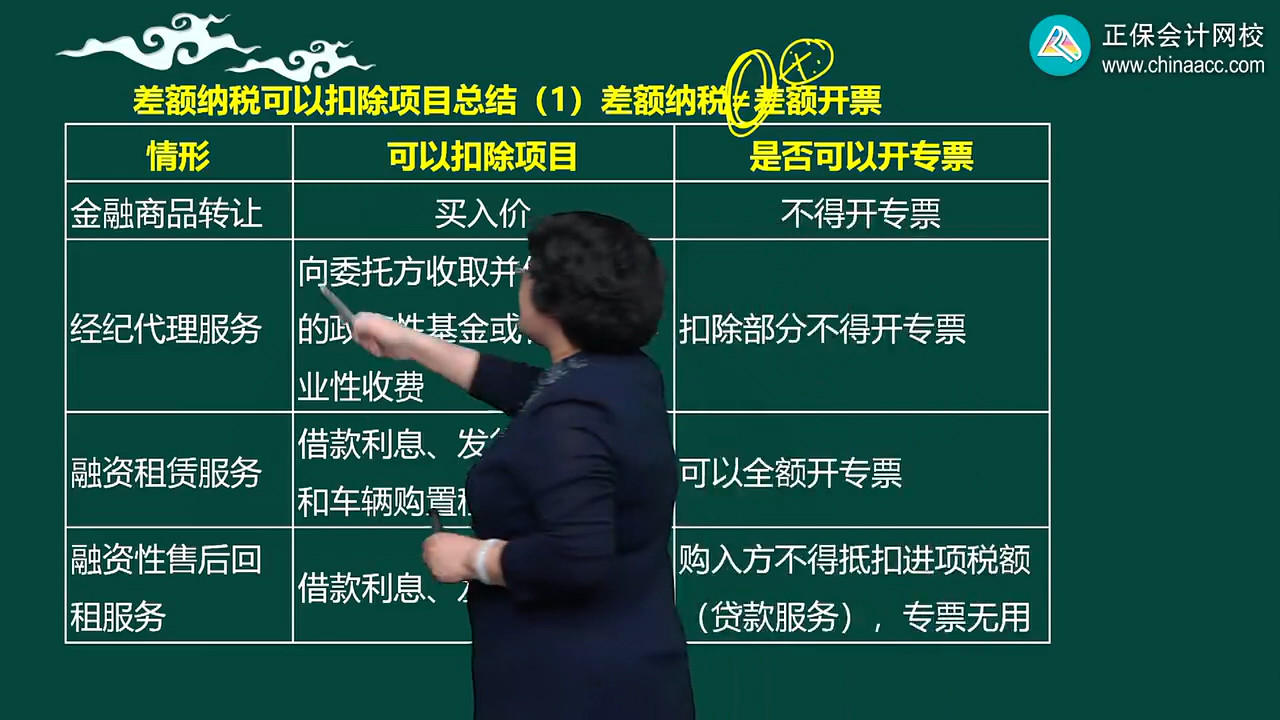 正保会计网校
www.chinaacc.com
差额纳税可以扣除项目总结（1）差额纳税≠差额开票
情形
可以扣除项目
是否可以开专票
金融商品转让
买入价
不得开专票
经纪代理服务
向委托方收取并
的政 性基金或
业性收费
扣除部分不得开专票
融资租赁服务
借款利息、发
和车辆购置
可以全额开专票
融资性售后回
租服务
借款利息、
购入方不得抵扣进项税额
（贷款服务），专票无用